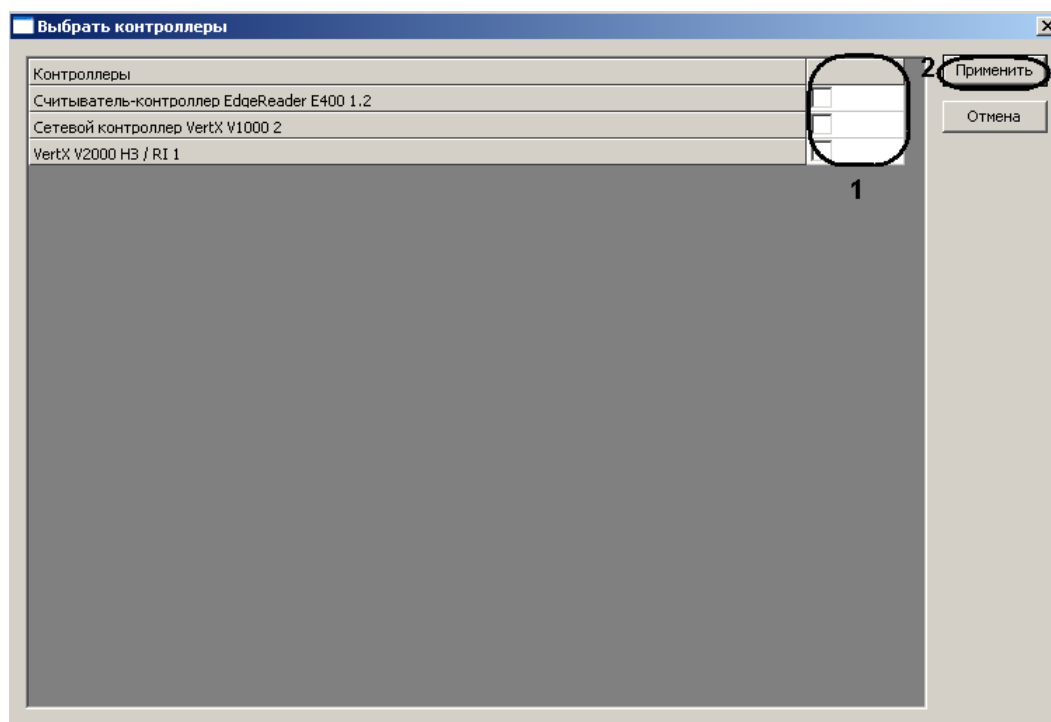 Выбрать контроллеры
Контроллеры
2 Применить
Считыватель-контроллер EdgeReader E400 1.2
Отмена
Сетевой контроллер VertX V1000 2
VertX V2000 НЗ / RI 1
1